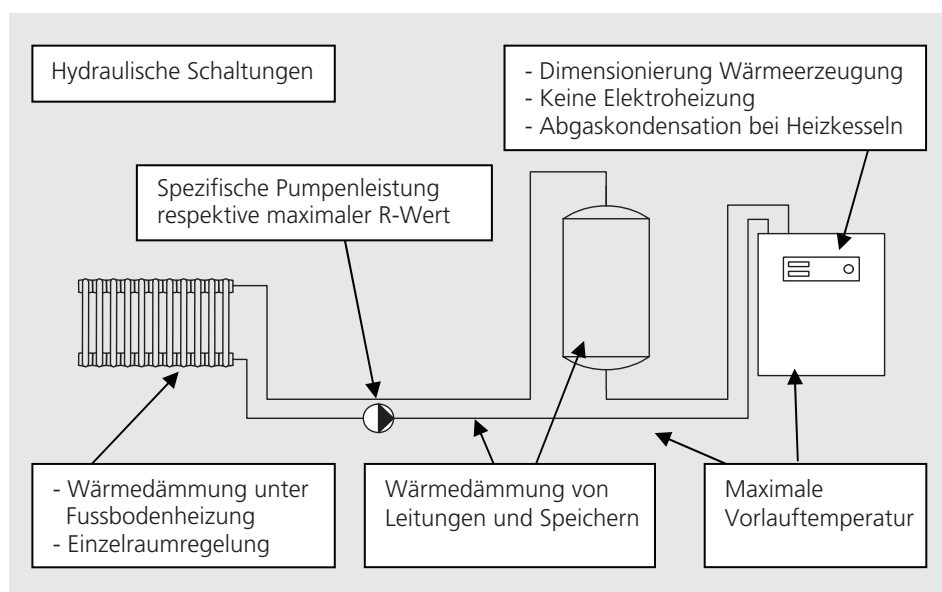 Hydraulische Schaltungen
- Dimensionierung Wärmeerzeugung
- Keine Elektroheizung
- Abgaskondensation bei Heizkesseln
Spezifische Pumpenleistung
respektive maximaler R-Wert
- Wärmedämmung unter
Fussbodenheizung
- Einzelraumregelung
Wärmedämmung von
Leitungen und Speichern
Maximale
Vorlauftemperatur